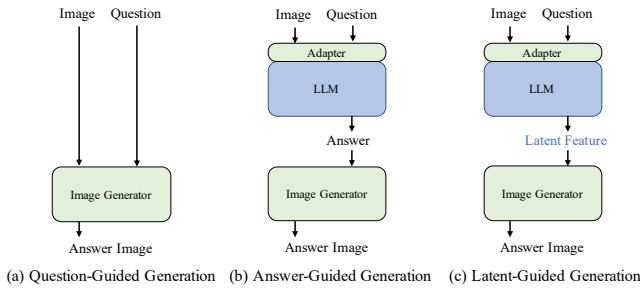 Image Question
Image Generator
Answer Image
(a) Question-Guided Generation
Image Question
Adapter
LLM
Answer
Image Generator
Answer Image
(b) Answer-Guided Generation
Image Question
Adapter
LLM
Latent Feature
Image Generator
Answer Image
(c) Latent-Guided Generation